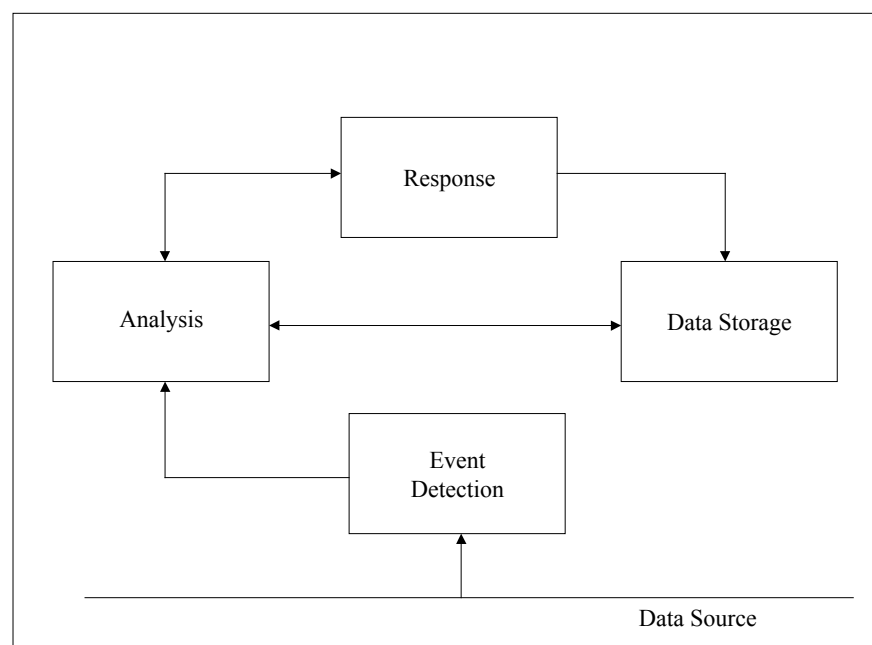 Response
Analysis
Data Storage
Event
Detection
Data Source